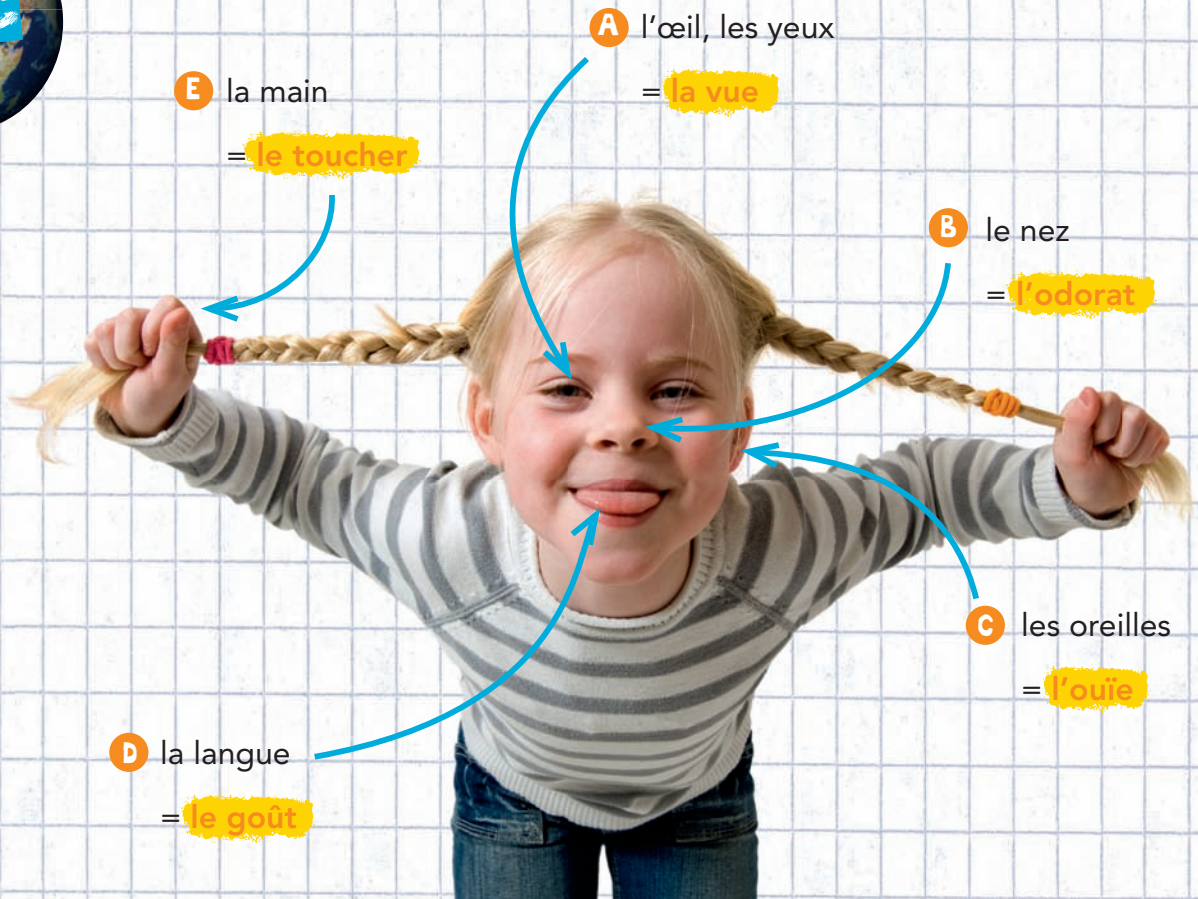 A l'œil, les yeux
= la vue
B le nez
= l'odorat
C les oreilles
= l'ouïe
D la langue
= le goût
E la main
= le toucher